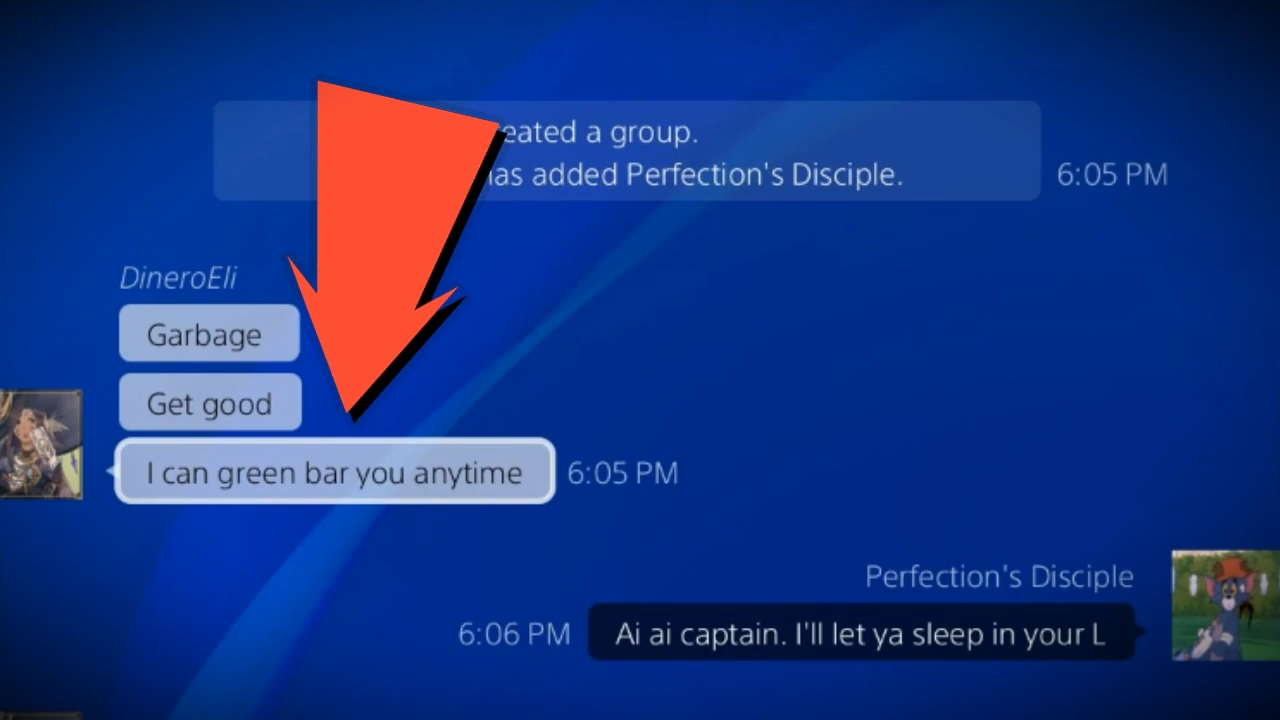 eated a group.
has added Perfection's Disciple.
6:05 PM
DineroEli
Garbage
Get good
I can green bar you anytime
6:05 PM
Perfection's Disciple
6:06 PM
Ai ai captain. I'll let ya sleep in your L